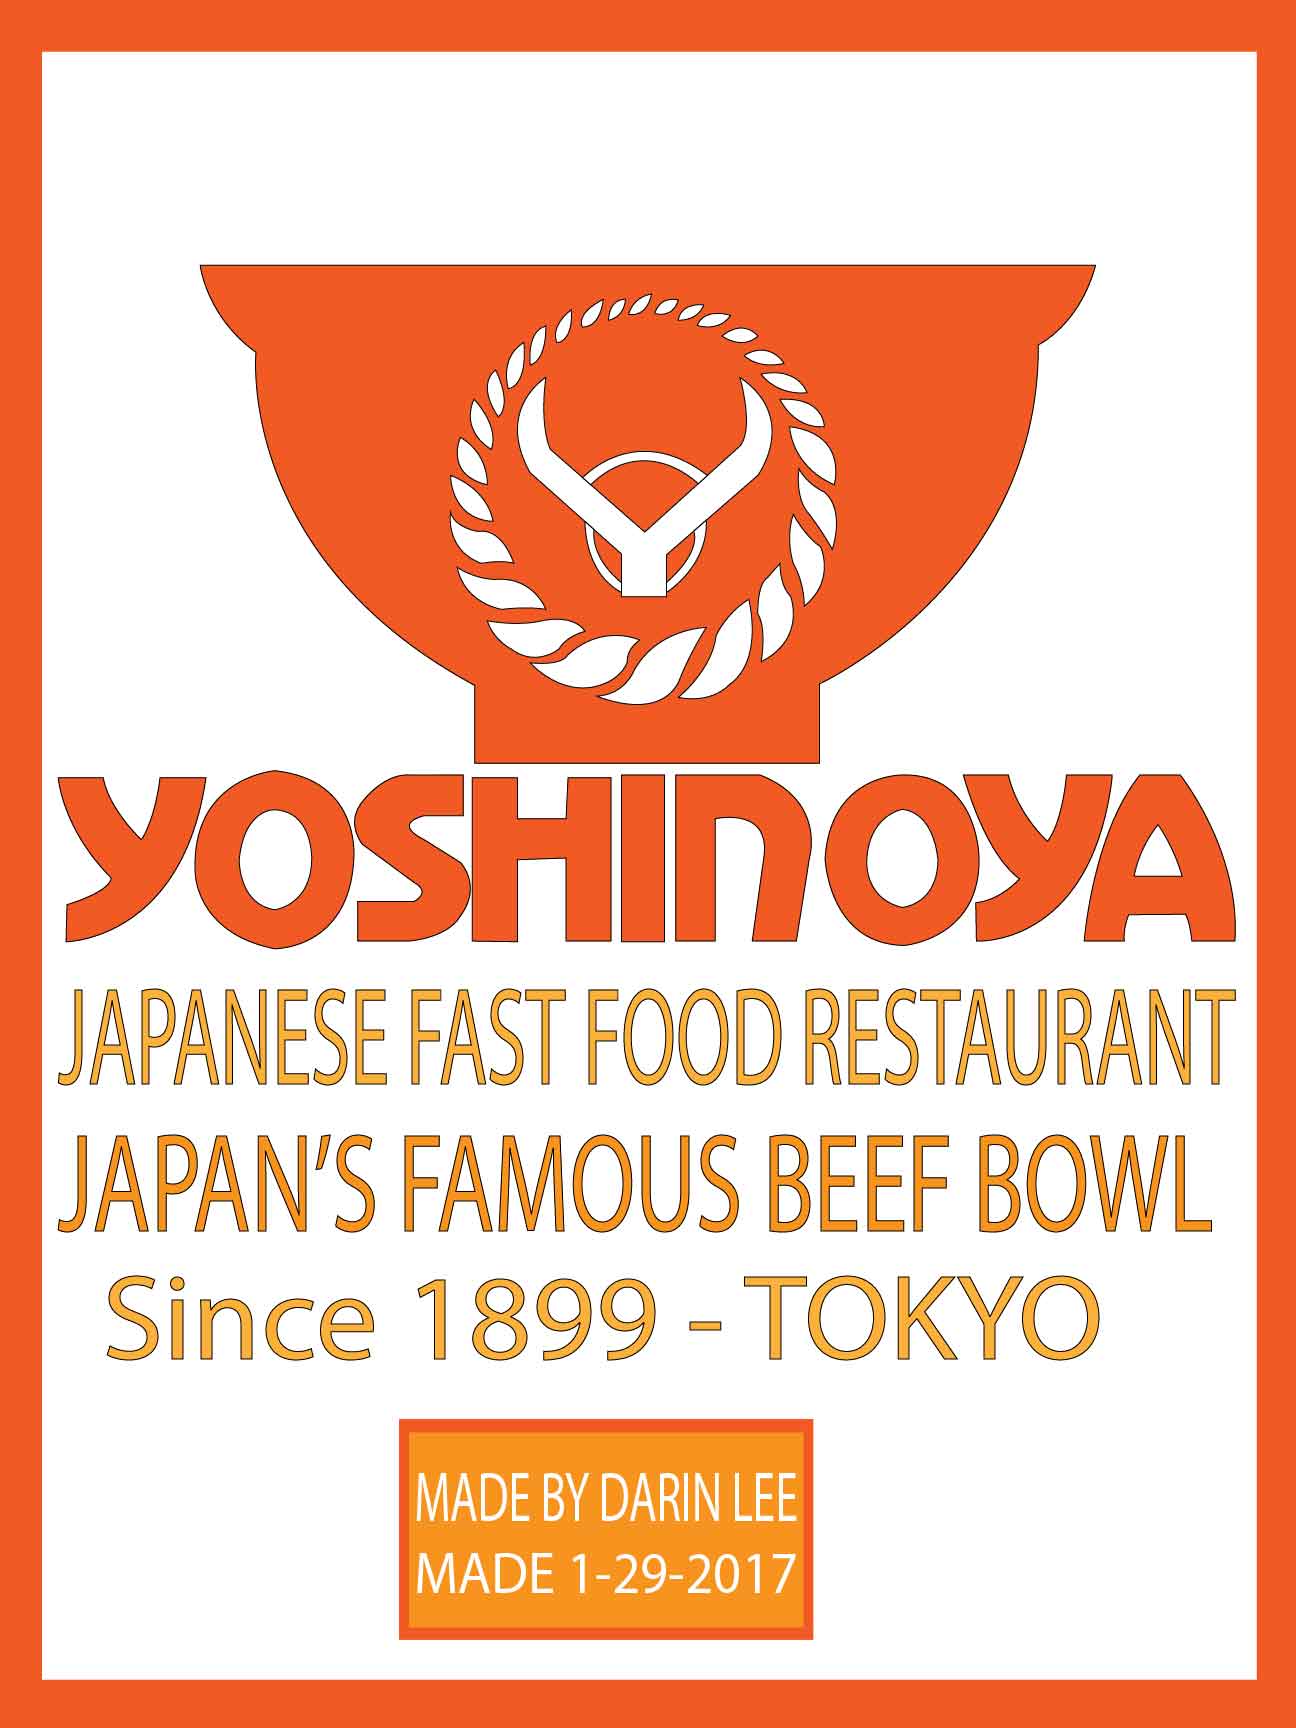 YOSHINOYA
JAPANESE FAST FOOD RESTAURANT
JAPAN’S FAMOUS BEEF BOWL
Since 1899 - TOKYO
MADE BY DARIN LEE
MADE 1-29-2017